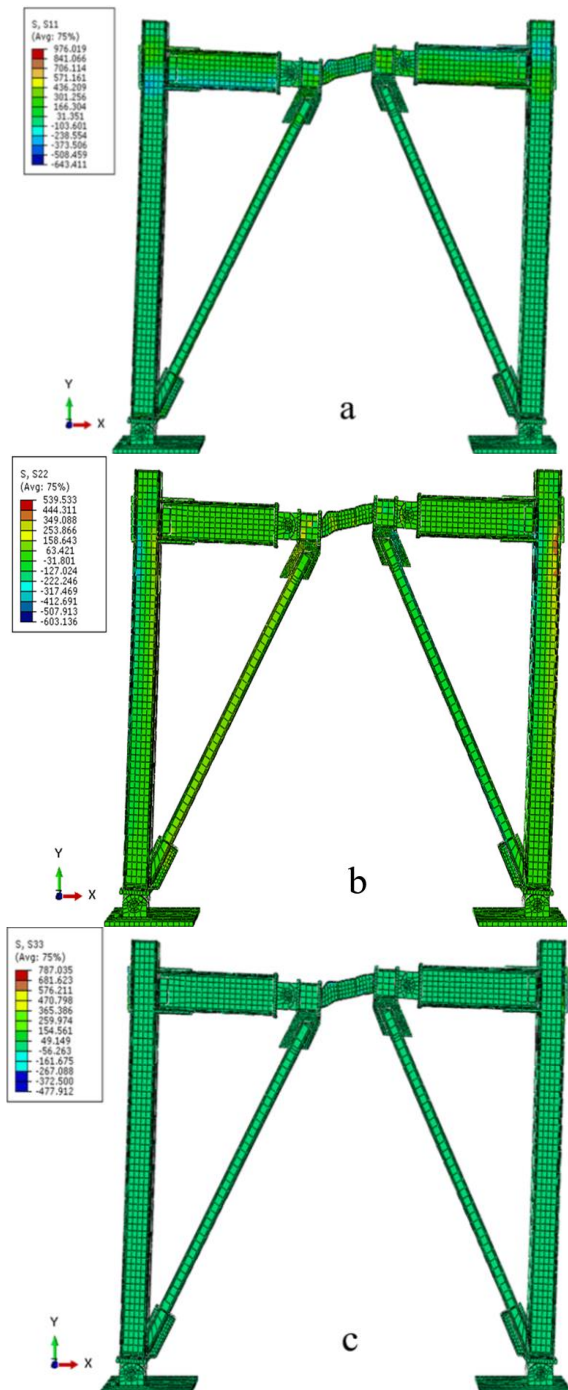 S, S11
(Avg: 75%)
976.019
841.066
706.114
571.161
436.209
301.256
166.304
31.351
-103.601
-238.554
-373.506
-508.459
-643.411
Y
X
a
S, S22
(Avg: 75%)
539.533
444.311
349.088
253.866
158.643
63.421
-31.801
-127.024
-222.246
-317.469
-412.691
-507.913
-603.136
Y
X
b
S, S33
(Avg: 75%)
787.035
681.623
576.211
470.798
365.386
259.974
154.561
49.149
-56.263
-161.675
-267.088
-372.500
-477.912
Y
X
c